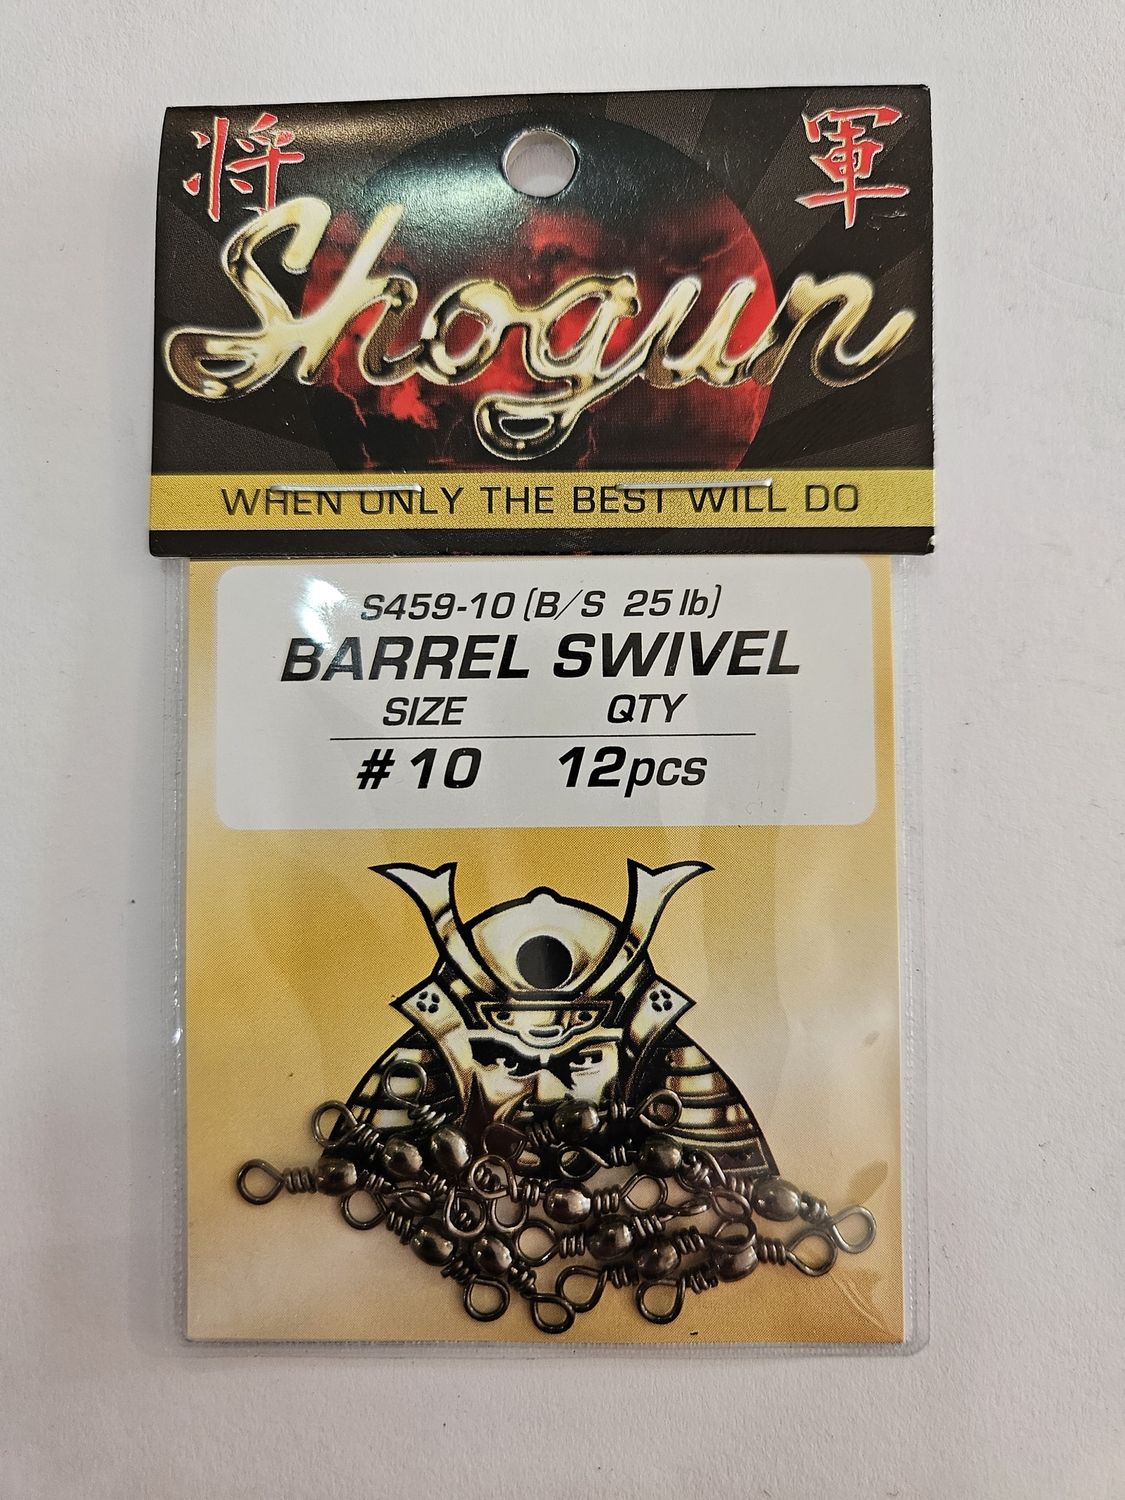 将 軍
Shogun
WHEN ONLY THE BEST WILL DO
S459-10 (B/S 25 lb)
BARREL SWIVEL
SIZE QTY
#10 12pcs